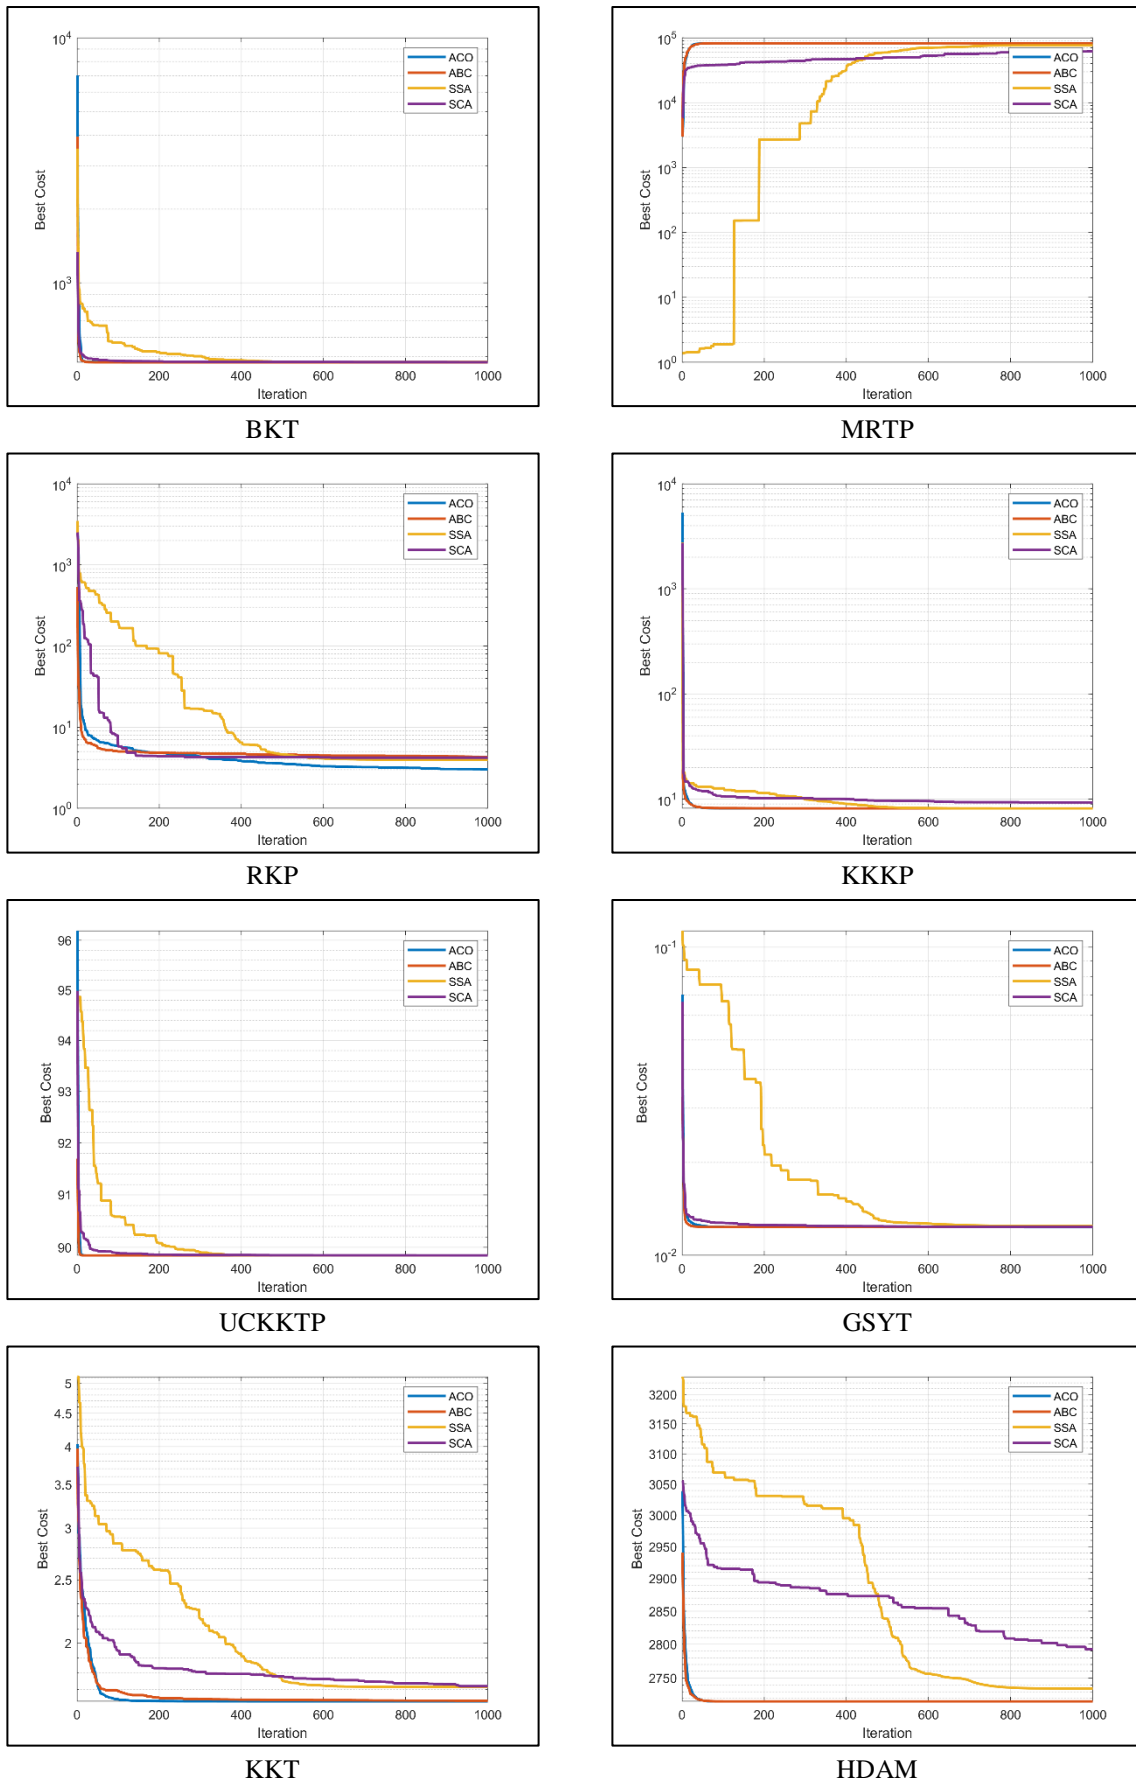 10^4
10^3
Best Cost
0 200 400 600 800 1000
Iteration
ACO
ABC
SSA
SCA
BKT
10^5
10^4
10^3
10^2
10^1
10^0
Best Cost
0 200 400 600 800 1000
Iteration
ACO
ABC
SSA
SCA
MRTP
10^4
10^3
10^2
10^1
10^0
Best Cost
0 200 400 600 800 1000
Iteration
ACO
ABC
SSA
SCA
RKP
10^4
10^3
10^2
10^1
Best Cost
0 200 400 600 800 1000
Iteration
ACO
ABC
SSA
SCA
KKKP
96
95
94
93
92
91
90
Best Cost
0 200 400 600 800 1000
Iteration
ACO
ABC
SSA
SCA
UCKKTP
10^-1
10^-2
Best Cost
0 200 400 600 800 1000
Iteration
ACO
ABC
SSA
SCA
GSYT
5
4.5
4
3.5
3
2.5
2
Best Cost
0 200 400 600 800 1000
Iteration
ACO
ABC
SSA
SCA
KKT
3200
3150
3100
3050
3000
2950
2900
2850
2800
2750
Best Cost
0 200 400 600 800 1000
Iteration
ACO
ABC
SSA
SCA
HDAM